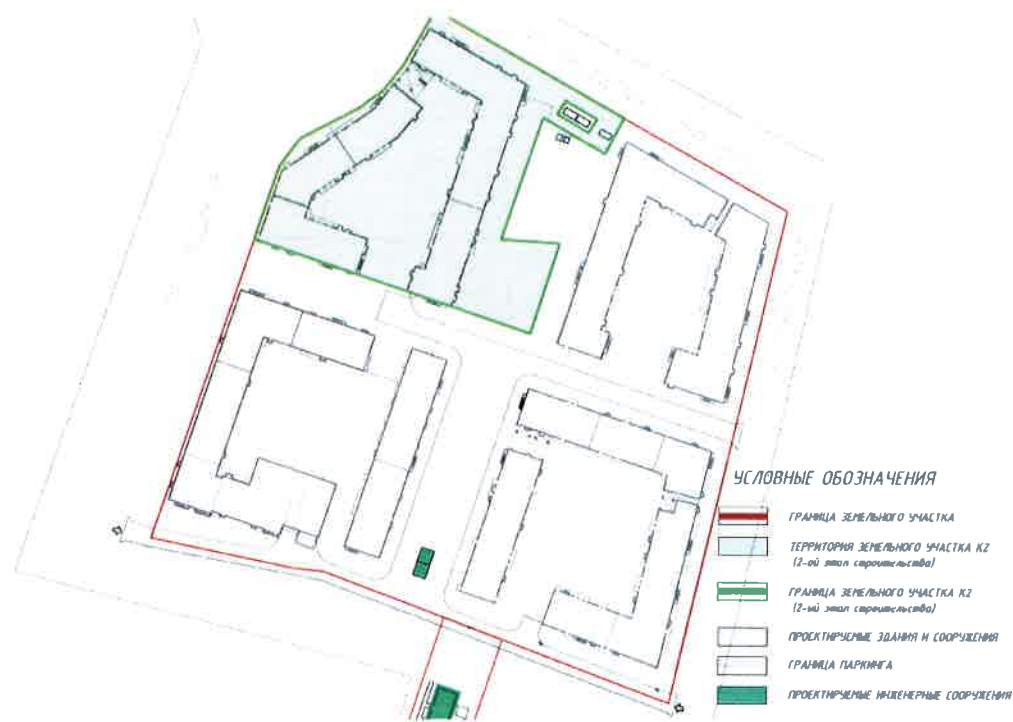 УСЛОВНЫЕ ОБОЗНАЧЕНИЯ
ГРАНИЦА ЗЕМЕЛЬНОГО УЧАСТКА
ТЕРРИТОРИЯ ЗЕМЕЛЬНОГО УЧАСТКА К2
(2-ой этап строительства)
ГРАНИЦА ЗЕМЕЛЬНОГО УЧАСТКА К2
(2-ый этап строительства)
ПРОЕКТИРУЕМЫЕ ЗДАНИЯ И СООРУЖЕНИЯ
ГРАНИЦА ПАРКИНГА
ПРОЕКТИРУЕМЫЕ ИНЖЕНЕРНЫЕ СООРУЖЕНИЯ